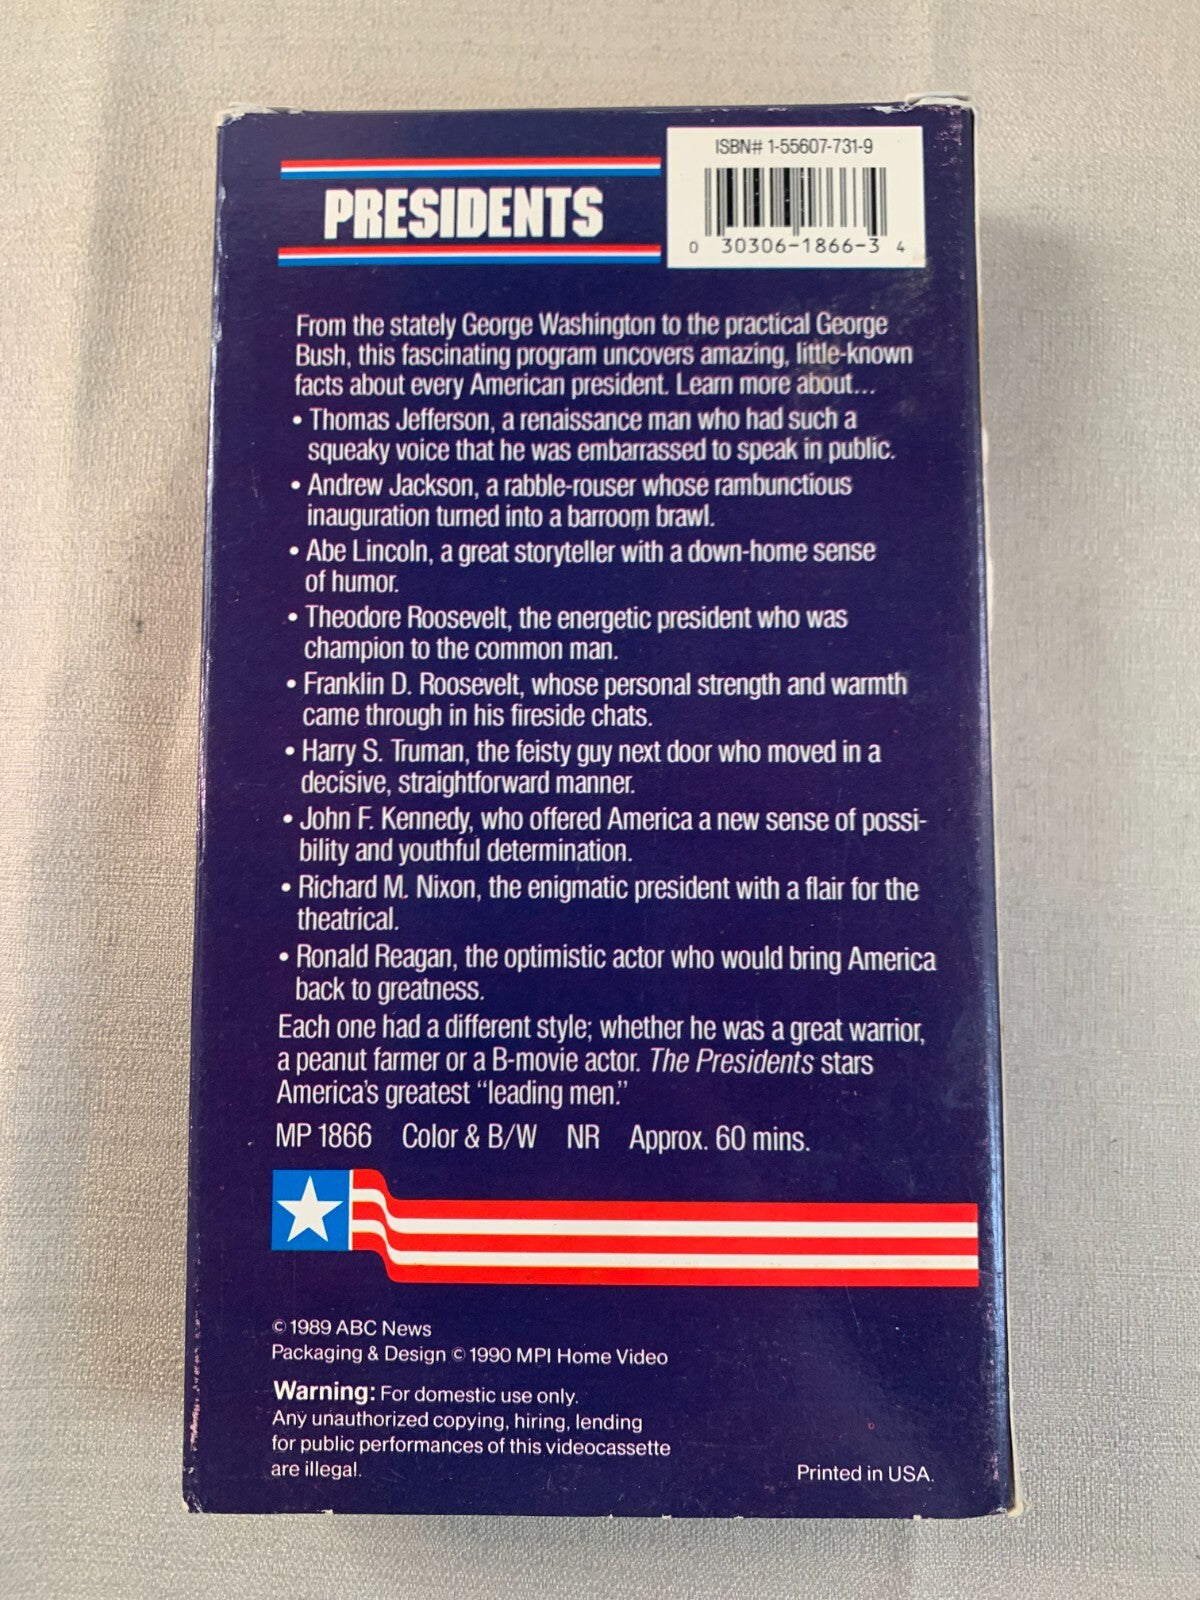 ISBN# 1-55607-731-9
PRESIDENTS
0 30306-1866-3 4
From the stately George Washington to the practical George
Bush, this fascinating program uncovers amazing, little-known
facts about every American president. Learn more about...
• Thomas Jefferson, a renaissance man who had such a
squeaky voice that he was embarrassed to speak in public.
• Andrew Jackson, a rabble-rouser whose rambunctious
inauguration turned into a barroom brawl.
• Abe Lincoln, a great storyteller with a down-home sense
of humor.
• Theodore Roosevelt, the energetic president who was
champion to the common man.
• Franklin D. Roosevelt, whose personal strength and warmth
came through in his fireside chats.
• Harry S. Truman, the feisty guy next door who moved in a
decisive, straightforward manner.
• John F. Kennedy, who offered America a new sense of possi-
bility and youthful determination.
• Richard M. Nixon, the enigmatic president with a flair for the
theatrical.
• Ronald Reagan, the optimistic actor who would bring America
back to greatness.
Each one had a different style; whether he was a great warrior,
a peanut farmer or a B-movie actor. The Presidents stars
America's greatest "leading men."
MP 1866 Color & B/W NR Approx. 60 mins.
© 1989 ABC News
Packaging & Design © 1990 MPI Home Video
Warning: For domestic use only.
Any unauthorized copying, hiring, lending
for public performances of this videocassette
are illegal.
Printed in USA.